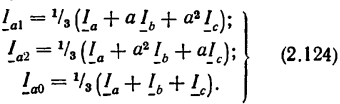 I_a1 = 1/3 (I_a + a I_b + a² I_c);
I_a2 = 1/3 (I_a + a² I_b + a I_c);
I_a0 = 1/3 (I_a + I_b + I_c).
(2.124)